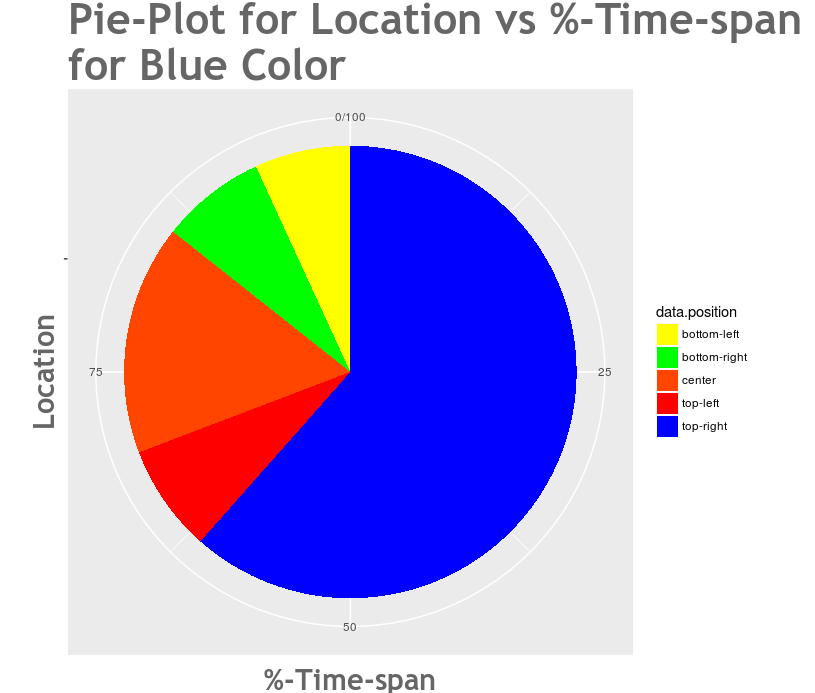 Pie-Plot for Location vs %-Time-span
for Blue Color
0/100
25
50
75
-
Location
%-Time-span
data.position
bottom-left
bottom-right
center
top-left
top-right